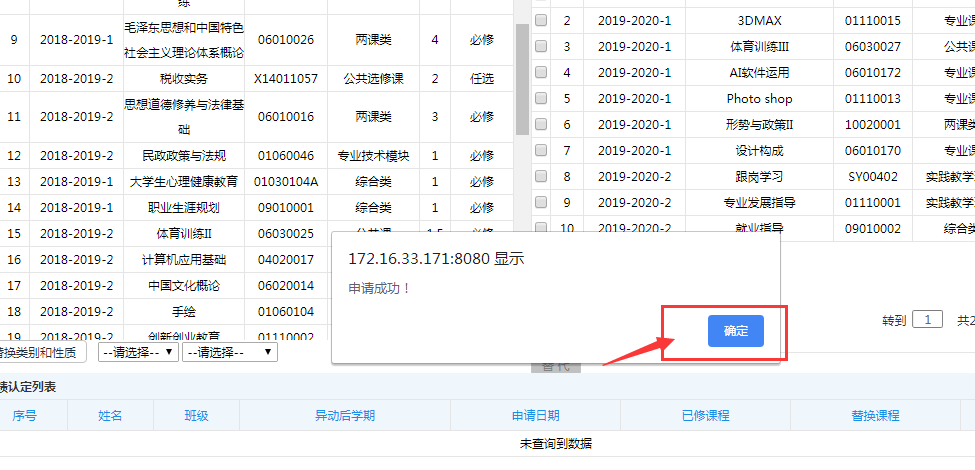 练
9 2018-2019-1 毛泽东思想和中国特色 06010026 两课类 4 必修
社会主义理论体系概论
10 2018-2019-2 税收实务 X14011057 公共选修课 2 任选
11 2018-2019-2 思想道德修养与法律基 06010016 两课类 3 必修
础
12 2018-2019-2 民政政策与法规 01060046 专业技术模块 1 必修
13 2018-2019-1 大学生心理健康教育 01030104A 综合类 1 必修
14 2018-2019-1 职业生涯规划 09010001 综合类 1 必修
15 2018-2019-2 体育训练II 06030025
16 2018-2019-2 计算机应用基础 04020017
17 2018-2019-2 中国文化概论 06020014
18 2018-2019-2 手绘 01060104
19 2018-2019-2 创新创业教育 01110002
2 2019-2020-1 3DMAX 01110015 专业课
3 2019-2020-1 体育训练III 06030027 公共课
4 2019-2020-1 AI软件运用 06010172 专业课
5 2019-2020-1 Photo shop 01110013 专业课
6 2019-2020-1 形势与政策II 10020001 两课类
7 2019-2020-1 设计构成 06010170 专业课
8 2019-2020-2 跟岗学习 SY00402 实践教学
9 2019-2020-2 专业发展指导 01110001 实践教学
10 2019-2020-2 就业指导 09010002 综合类
172.16.33.171:8080 显示
申请成功！
确定
转到 1 共2
替换类别和性质 --请选择-- --请选择--
替 代
绩认定列表
序号 姓名 班级 异动后学期 申请日期 已修课程 替换课程
未查询到数据